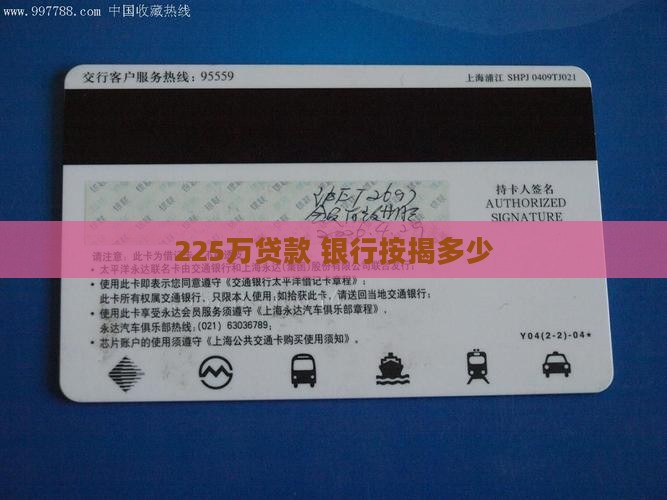 www.997788.com 中国收藏热线
交行客户服务热线：95559
上海浦江 SHPJ 0409TJ021
持卡人签名
AUTHORIZED
SIGNATURE
225万贷款 银行按揭多少
请注意：此卡为借
太平洋永达联名卡由交通银行和上海永达(集团)股份有限公司联合发行；
使用此卡即表示您同意遵守《交通银行太平洋借记卡章程》；
此卡所有权属交通银行，只限本人使用；如拾获此卡，请送回当地交通银行；
使用此卡享受永达会员服务须遵守《上海永达汽车俱乐部章程》，
永达汽车俱乐部热线：(021) 63036789；
芯片账户的使用须遵守《上海公共交通卡购买使用须知》。
Y04(2-2)-04*